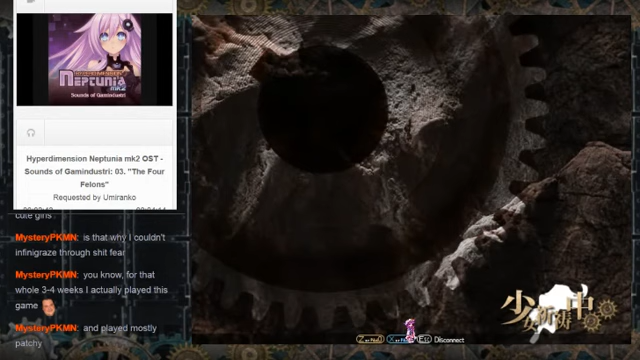 HYPERDIMENSION
NEPTUNIA
mk2
Sounds of Gamindustri
Hyperdimension Neptunia mk2 OST -
Sounds of Gamindustri: 03. "The Four
Felons"
Requested by Umiranko
cute girls".
MysteryPKMN: is that why I couldn't
infinigraze through shit fear
MysteryPKMN: you know, for that
whole 3-4 weeks I actually played this
game
MysteryPKMN: and played mostly
patchy
少女祈祷中
Disconnect